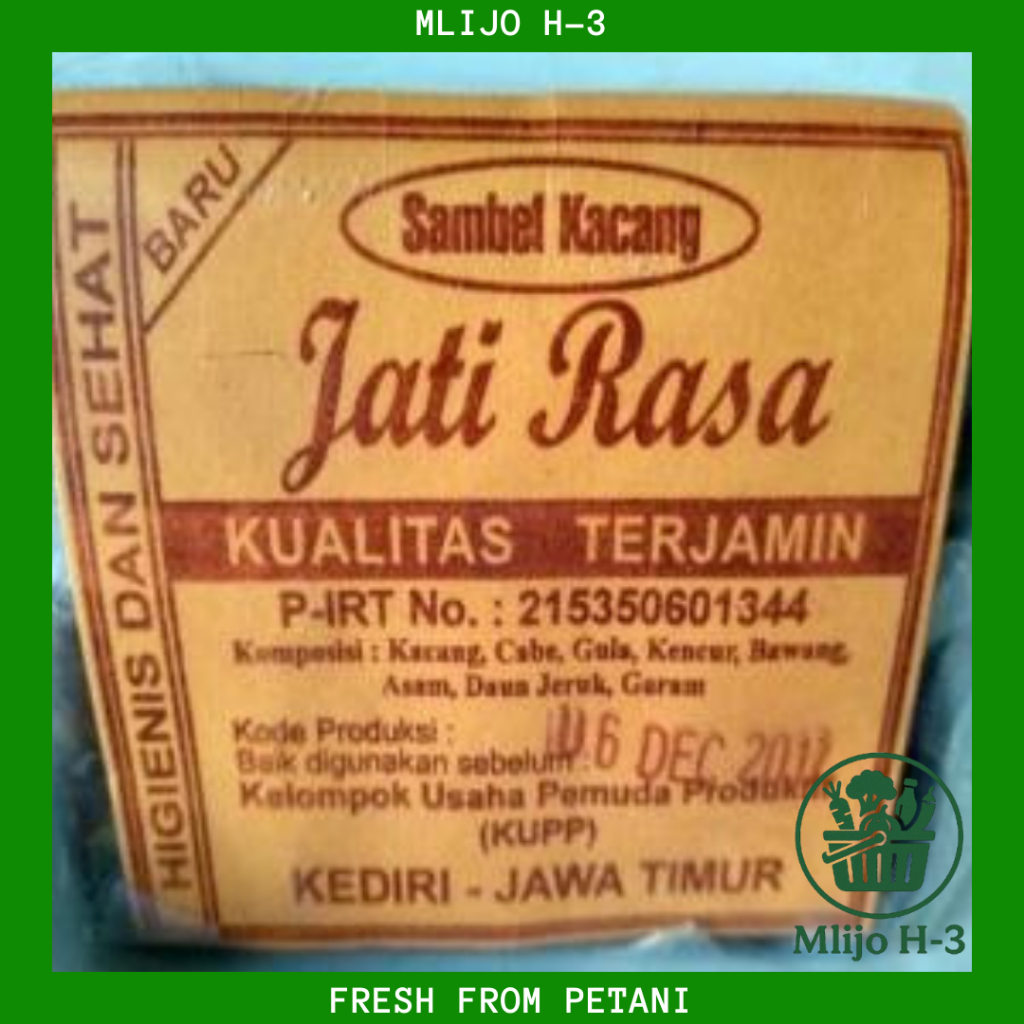 MLIJO H-3
BARU
HIGIENIS DAN SEHAT
Sambel Kacang
Jati Rasa
KUALITAS TERJAMIN
P-IRT No. : 215350601344
Komposisi : Kacang, Cabe, Gula, Kencur, Bawang,
Asam, Daun Jeruk, Garam
Kode Produksi :
Baik digunakan sebelum : 6 DEC
Kelompok Usaha Pemuda
(KUPP)
KEDIRI - JAWA TIMUR
Mlijo H-3
FRESH FROM PETANI